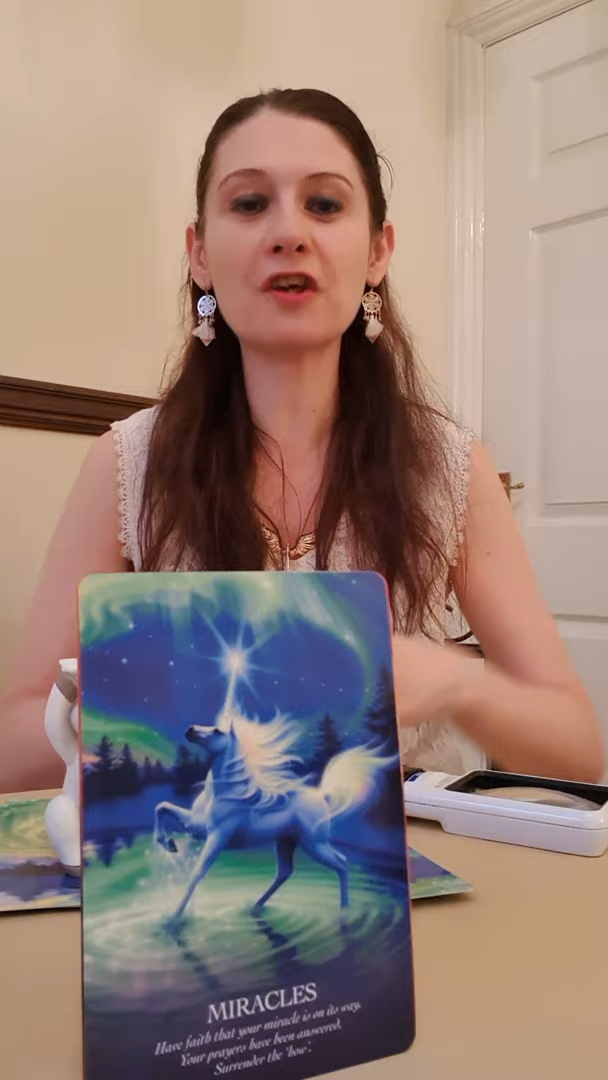 MIRACLES
Have faith that your miracle is on its way.
Your prayers have been answered.
Surrender the 'how'.